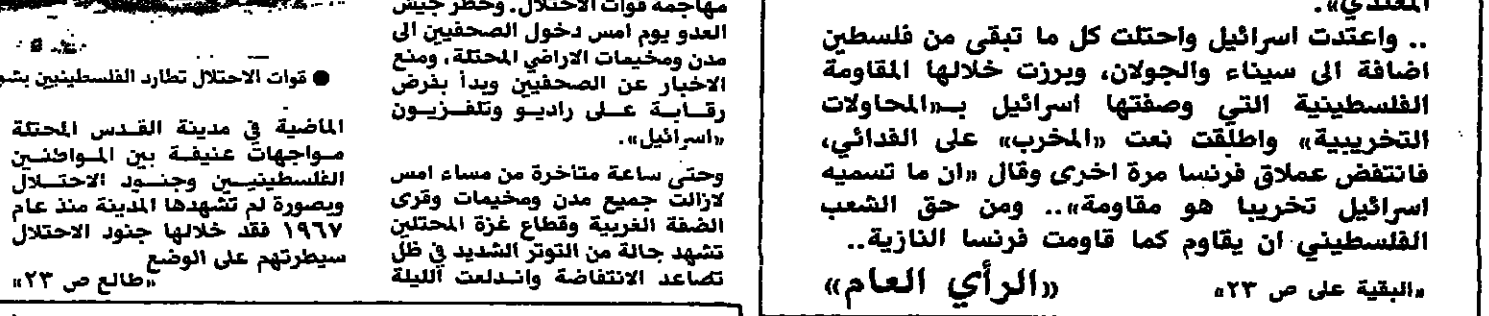 المعتدي».
.. واعتدت اسرائيل واحتلت كل ما تبقى من فلسطين
اضافة الى سيناء والجولان، وبرزت خلالها المقاومة
الفلسطينية التي وصفتها اسرائيل بـ«المحاولات
التخريبية» واطلقت نعت «المخرب» على الفدائي،
فانتفض عملاق فرنسا مرة اخرى وقال «ان ما تسميه
اسرائيل تخريبا هو مقاومة».. ومن حق الشعب
الفلسطيني ان يقاوم كما قاومت فرنسا النازية..
«الرأي العام»
«البقية على ص ٢٣»
مهاجمة قوات الاحتلال. وحظر جيش
العدو يوم امس دخول الصحفيين الى
مدن ومخيمات الاراضي المحتلة، ومنع
الاخبار عن الصحفيين وبدأ بفرض
رقابة على راديو وتلفزيون
«اسرائيل».
وحتى ساعة متأخرة من مساء امس
لازالت جميع مدن ومخيمات وقرى
الضفة الغربية وقطاع غزة المحتلين
تشهد حالة من التوتر الشديد في ظل
تصاعد الانتفاضة واندلعت الليلة
● قوات الاحتلال تطارد الفلسطينيين
الماضية في مدينة القدس المحتلة
مواجهات عنيفة بين المواطنين
الفلسطينيين وجنود الاحتلال
وبصورة لم تشهدها المدينة منذ عام
١٩٦٧ فقد خلالها جنود الاحتلال
سيطرتهم على الوضع
«طالع ص ٢٣»